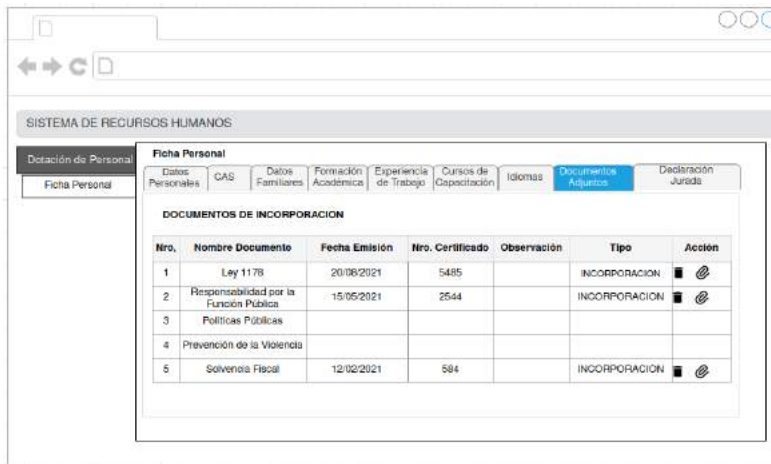 SISTEMA DE RECURSOS HUMANOS
Dotación de Personal
Ficha Personal
Ficha Personal
Datos Personales
CAS
Datos Familiares
Formación Académica
Experiencia de Trabajo
Cursos de Capacitación
Idiomas
Documentos Adjuntos
Declaración Jurada
DOCUMENTOS DE INCORPORACION
Nro, Nombre Documento Fecha Emisión Nro. Certificado Observación Tipo Acción
1 Ley 1178 20/08/2021 5485 INCORPORACION
2 Responsabilidad por la Función Pública 15/05/2021 2544 INCORPORACION
3 Políticas Públicas
4 Prevención de la Violencia
5 Solvencia Fiscal 12/02/2021 584 INCORPORACION